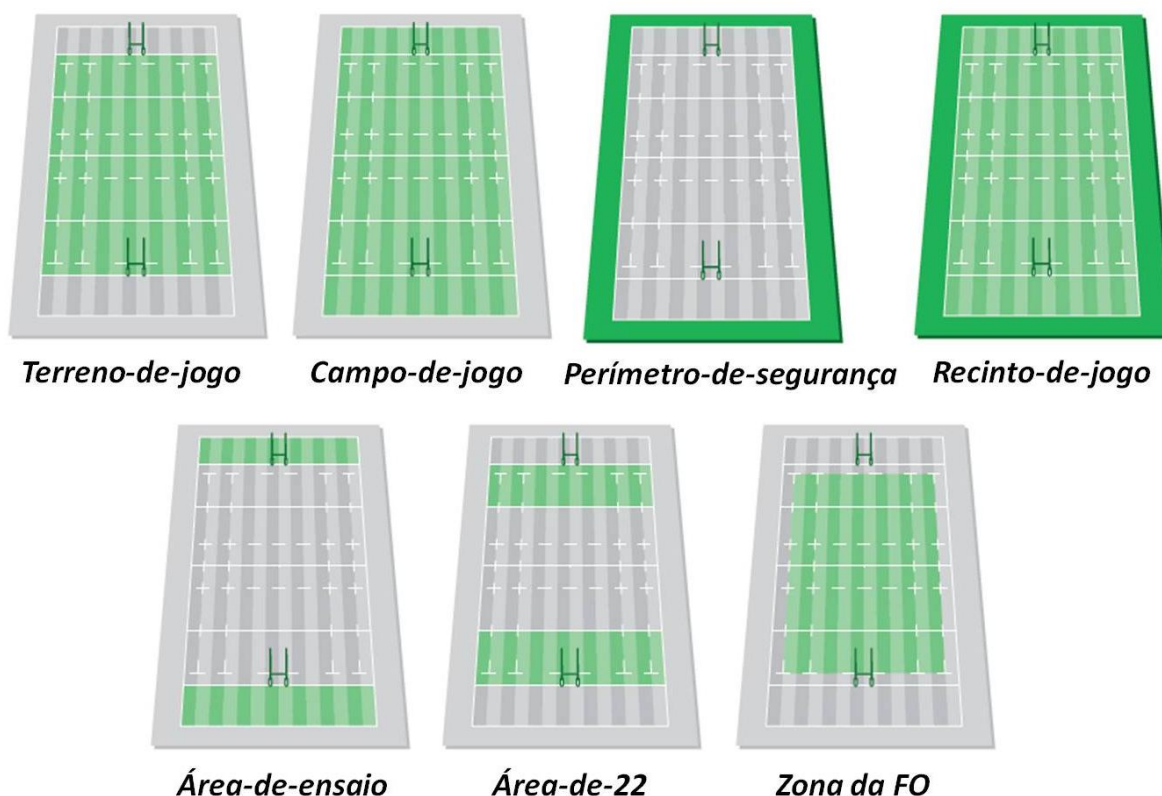 Terreno-de-jogo
Campo-de-jogo
Perímetro-de-segurança
Recinto-de-jogo
Área-de-ensaio
Área-de-22
Zona da FO